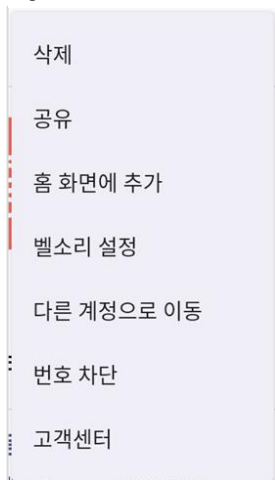 삭제
공유
홈 화면에 추가
벨소리 설정
다른 계정으로 이동
번호 차단
고객센터